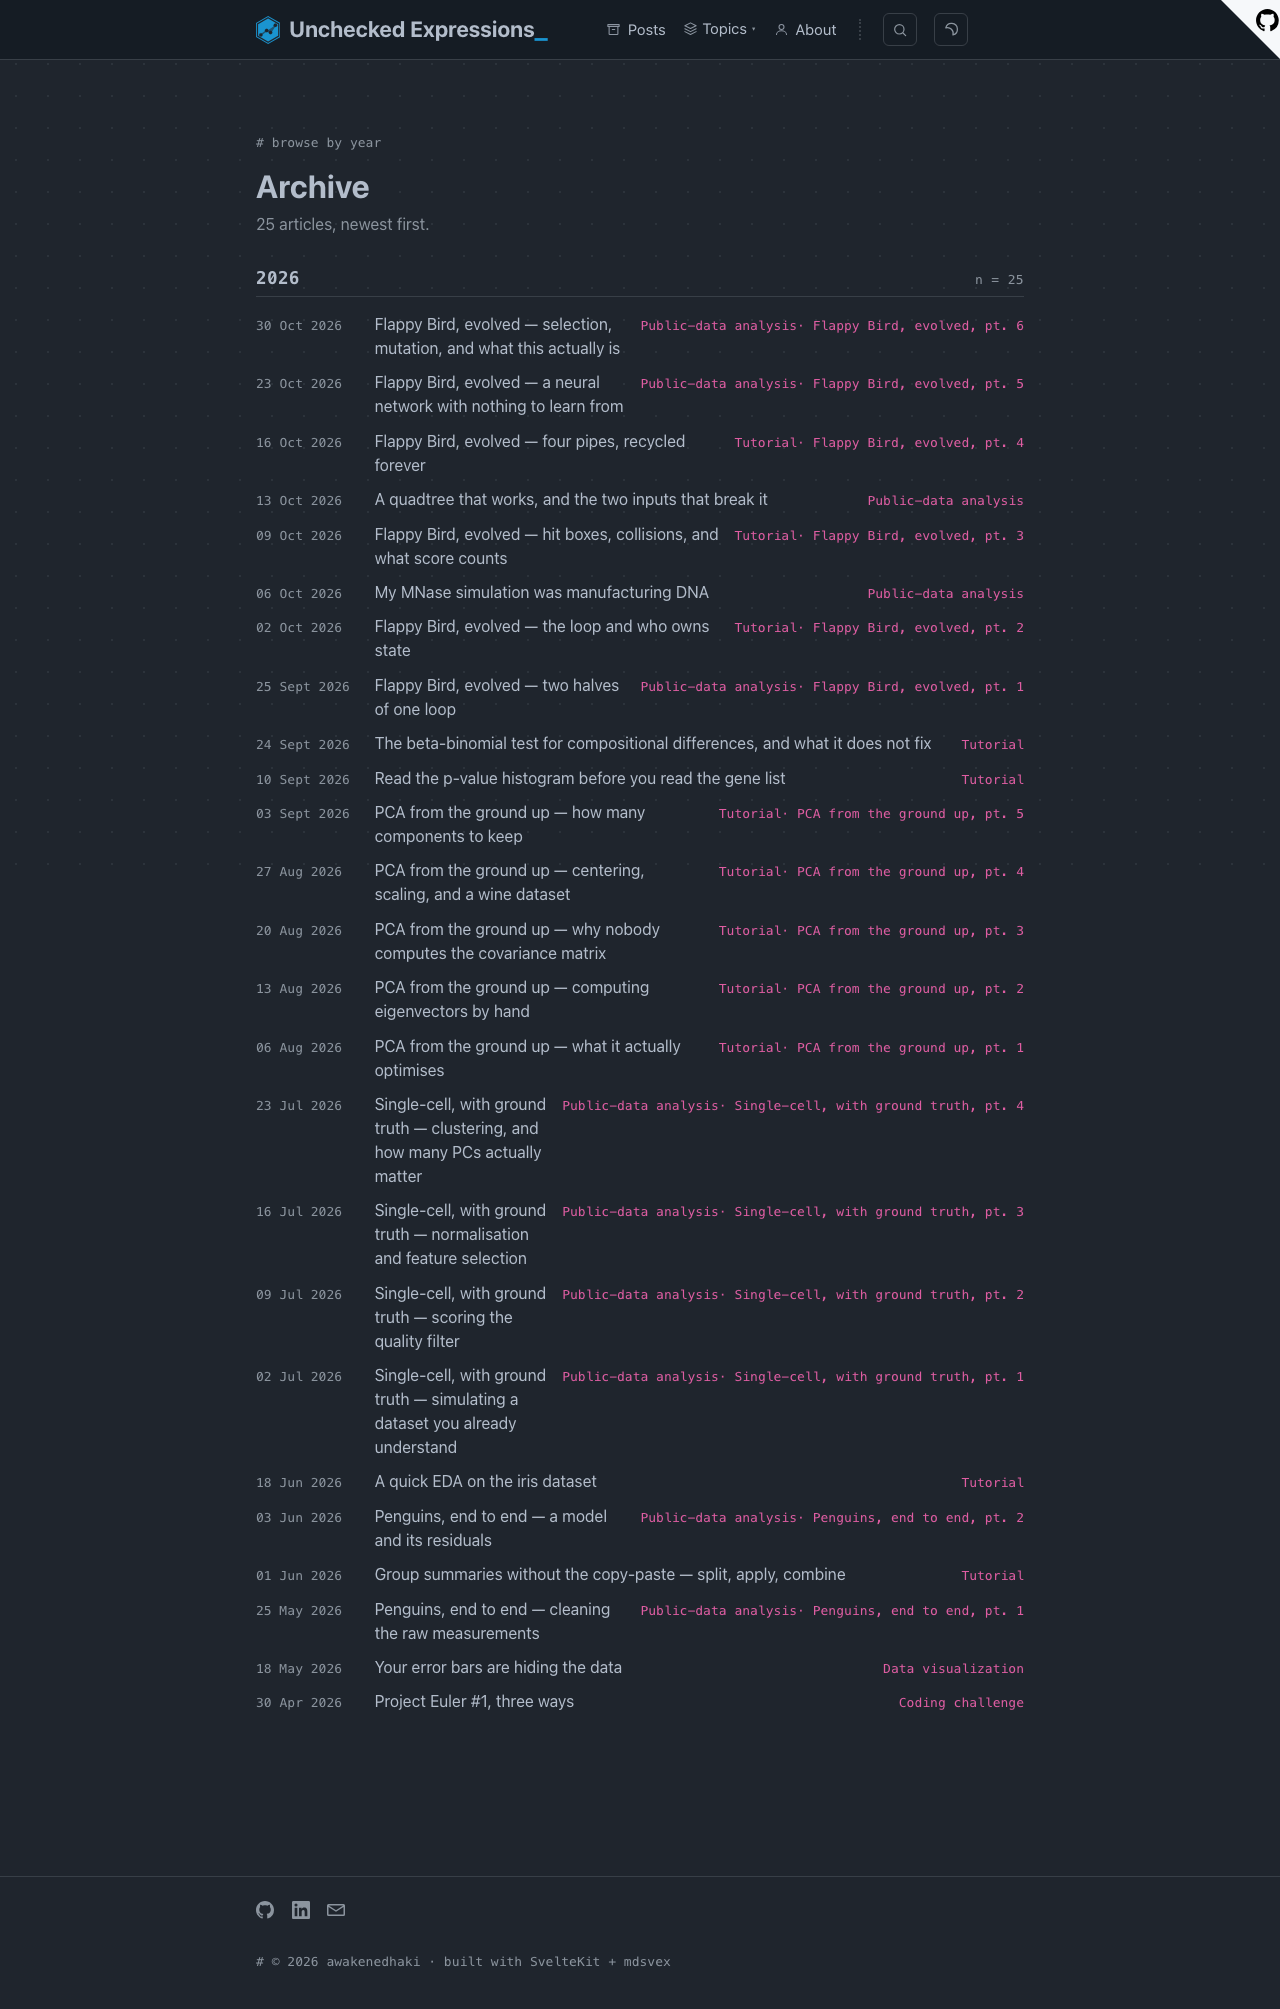 Unchecked Expressions_
Posts
Topics
About
# browse by year
Archive
25 articles, newest first.
2026
n = 25
30 Oct 2026 Flappy Bird, evolved — selection, Public-data analysis· Flappy Bird, evolved, pt. 6
mutation, and what this actually is
23 Oct 2026 Flappy Bird, evolved — a neural Public-data analysis· Flappy Bird, evolved, pt. 5
network with nothing to learn from
16 Oct 2026 Flappy Bird, evolved — four pipes, recycled Tutorial· Flappy Bird, evolved, pt. 4
forever
13 Oct 2026 A quadtree that works, and the two inputs that break it Public-data analysis
09 Oct 2026 Flappy Bird, evolved — hit boxes, collisions, and Tutorial· Flappy Bird, evolved, pt. 3
what score counts
06 Oct 2026 My MNase simulation was manufacturing DNA Public-data analysis
02 Oct 2026 Flappy Bird, evolved — the loop and who owns Tutorial· Flappy Bird, evolved, pt. 2
state
25 Sept 2026 Flappy Bird, evolved — two halves Public-data analysis· Flappy Bird, evolved, pt. 1
of one loop
24 Sept 2026 The beta-binomial test for compositional differences, and what it does not fix Tutorial
10 Sept 2026 Read the p-value histogram before you read the gene list Tutorial
03 Sept 2026 PCA from the ground up — how many Tutorial· PCA from the ground up, pt. 5
components to keep
27 Aug 2026 PCA from the ground up — centering, Tutorial· PCA from the ground up, pt. 4
scaling, and a wine dataset
20 Aug 2026 PCA from the ground up — why nobody Tutorial· PCA from the ground up, pt. 3
computes the covariance matrix
13 Aug 2026 PCA from the ground up — computing Tutorial· PCA from the ground up, pt. 2
eigenvectors by hand
06 Aug 2026 PCA from the ground up — what it actually Tutorial· PCA from the ground up, pt. 1
optimises
23 Jul 2026 Single-cell, with ground Public-data analysis· Single-cell, with ground truth, pt. 4
truth — clustering, and
how many PCs actually
matter
16 Jul 2026 Single-cell, with ground Public-data analysis· Single-cell, with ground truth, pt. 3
truth — normalisation
and feature selection
09 Jul 2026 Single-cell, with ground Public-data analysis· Single-cell, with ground truth, pt. 2
truth — scoring the
quality filter
02 Jul 2026 Single-cell, with ground Public-data analysis· Single-cell, with ground truth, pt. 1
truth — simulating a
dataset you already
understand
18 Jun 2026 A quick EDA on the iris dataset Tutorial
03 Jun 2026 Penguins, end to end — a model Public-data analysis· Penguins, end to end, pt. 2
and its residuals
01 Jun 2026 Group summaries without the copy-paste — split, apply, combine Tutorial
25 May 2026 Penguins, end to end — cleaning Public-data analysis· Penguins, end to end, pt. 1
the raw measurements
18 May 2026 Your error bars are hiding the data Data visualization
30 Apr 2026 Project Euler #1, three ways Coding challenge
# © 2026 awakenedhaki · built with SvelteKit + mdsvex